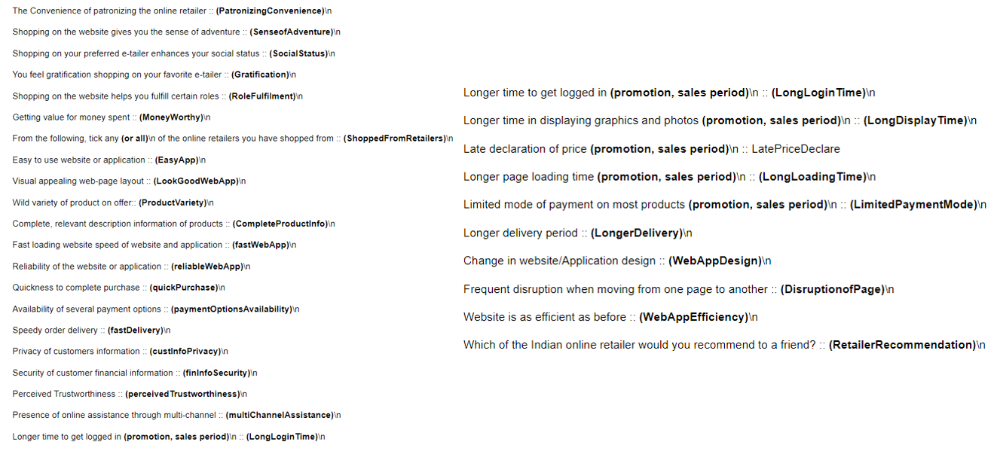 The Convenience of patronizing the online retailer :: (PatronizingConvenience)\n
Shopping on the website gives you the sense of adventure :: (SenseofAdventure)\n
Shopping on your preferred e-tailer enhances your social status :: (SocialStatus)\n
You feel gratification shopping on your favorite e-tailer :: (Gratification)\n
Shopping on the website helps you fulfill certain roles :: (RoleFulfilment)\n
Getting value for money spent :: (MoneyWorthy)\n
From the following, tick any (or all)\n of the online retailers you have shopped from :: (ShoppedFromRetailers)\n
Easy to use website or application :: (EasyApp)\n
Visual appealing web-page layout :: (LookGoodWebApp)\n
Wild variety of product on offer:: (ProductVariety)\n
Complete, relevant description information of products :: (CompleteProductInfo)\n
Fast loading website speed of website and application :: (fastWebApp)\n
Reliability of the website or application :: (reliableWebApp)\n
Quickness to complete purchase :: (quickPurchase)\n
Availability of several payment options :: (paymentOptionsAvailability)\n
Speedy order delivery :: (fastDelivery)\n
Privacy of customers information :: (custInfoPrivacy)\n
Security of customer financial information :: (finInfoSecurity)\n
Perceived Trustworthiness :: (perceivedTrustworthiness)\n
Presence of online assistance through multi-channel :: (multiChannelAssistance)\n
Longer time to get logged in (promotion, sales period)\n :: (LongLoginTime)\n
Longer time to get logged in (promotion, sales period)\n :: (LongLoginTime)\n
Longer time in displaying graphics and photos (promotion, sales period)\n :: (LongDisplayTime)\n
Late declaration of price (promotion, sales period)\n :: LatePriceDeclare
Longer page loading time (promotion, sales period)\n :: (LongLoadingTime)\n
Limited mode of payment on most products (promotion, sales period)\n :: (LimitedPaymentMode)\n
Longer delivery period :: (LongerDelivery)\n
Change in website/Application design :: (WebAppDesign)\n
Frequent disruption when moving from one page to another :: (DisruptionofPage)\n
Website is as efficient as before :: (WebAppEfficiency)\n
Which of the Indian online retailer would you recommend to a friend? :: (RetailerRecommendation)\n